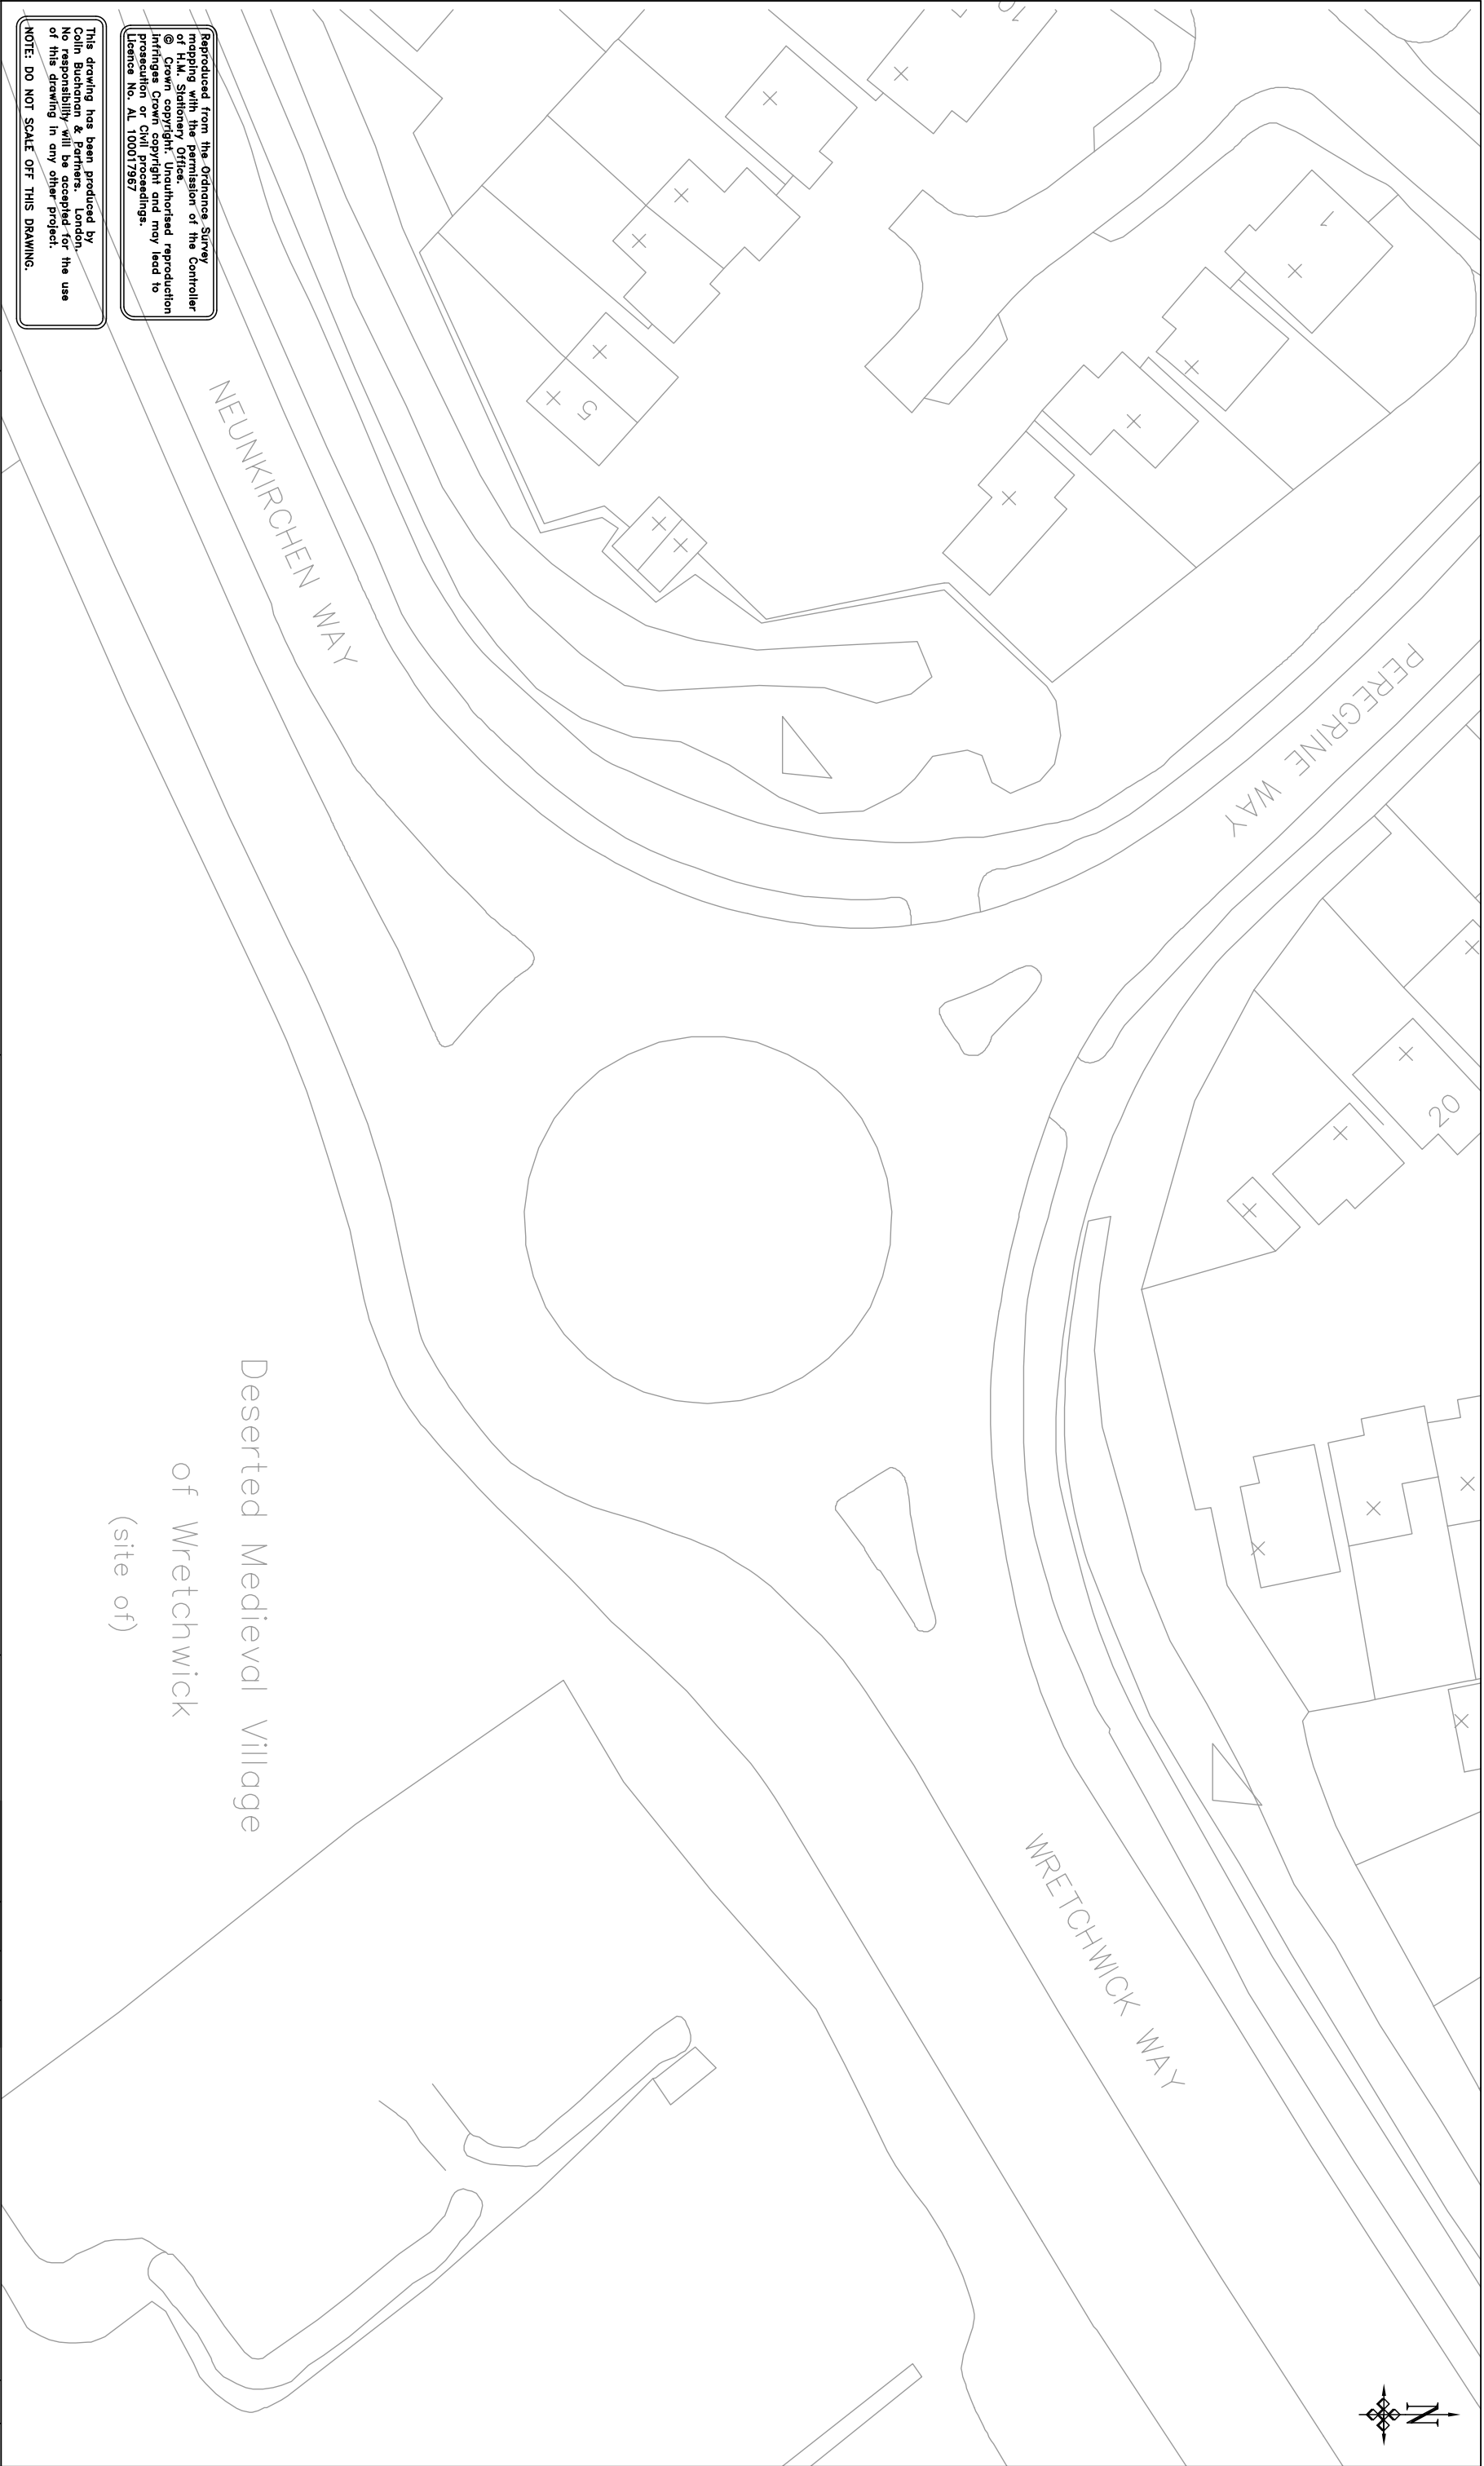 Reproduced from the Ordnance Survey
mapping with the permission of the Controller
of H.M. Stationery Office.
© Crown copyright. Unauthorised reproduction
infringes Crown copyright and may lead to
prosecution or Civil proceedings.
Licence No. AL 100017967
This drawing has been produced by
Colin Buchanan & Partners. London.
No responsibility will be accepted for the use
of this drawing in any other project.
NOTE: DO NOT SCALE OFF THIS DRAWING.
1
5
20
PEREGRINE WAY
NEUNKIRCHEN WAY
WRETCHWICK WAY
Deserted Medieval Village
of Wretchwick
(site of)
N